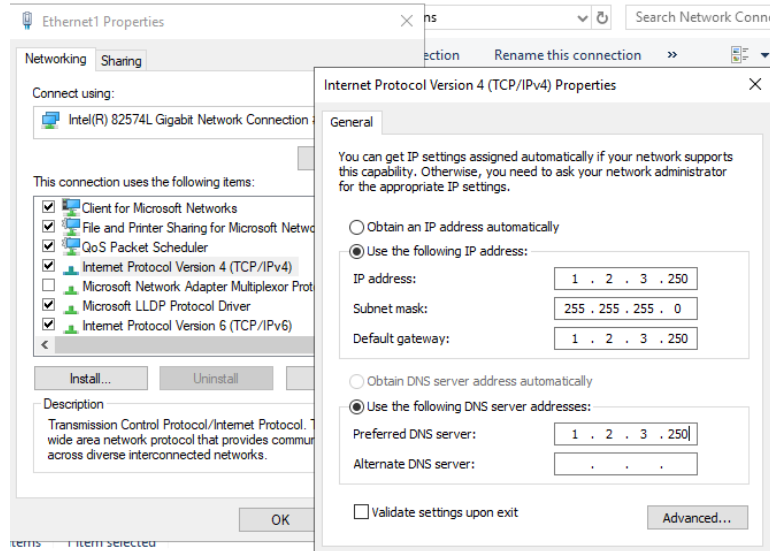 Ethernet1 Properties
Networking
Sharing
Connect using:
Intel(R) 82574L Gigabit Network Connection
This connection uses the following items:
Client for Microsoft Networks
File and Printer Sharing for Microsoft
QoS Packet Scheduler
Internet Protocol Version 4 (TCP/IPv4)
Microsoft Network Adapter Multiplexor
Microsoft LLDP Protocol Driver
Internet Protocol Version 6 (TCP/IPv6)
Install...
Uninstall
Description
Transmission Control Protocol/Internet Protocol.
wide area network protocol that provides
across diverse interconnected networks.
OK
1 item selected
Search Network
Rename this connection
»
Internet Protocol Version 4 (TCP/IPv4) Properties
General
You can get IP settings assigned automatically if your network supports
this capability. Otherwise, you need to ask your network administrator
for the appropriate IP settings.
Obtain an IP address automatically
Use the following IP address:
IP address: 1 . 2 . 3 . 250
Subnet mask: 255 . 255 . 255 . 0
Default gateway: 1 . 2 . 3 . 250
Obtain DNS server address automatically
Use the following DNS server addresses:
Preferred DNS server: 1 . 2 . 3 . 250
Alternate DNS server: . . .
Validate settings upon exit
Advanced...